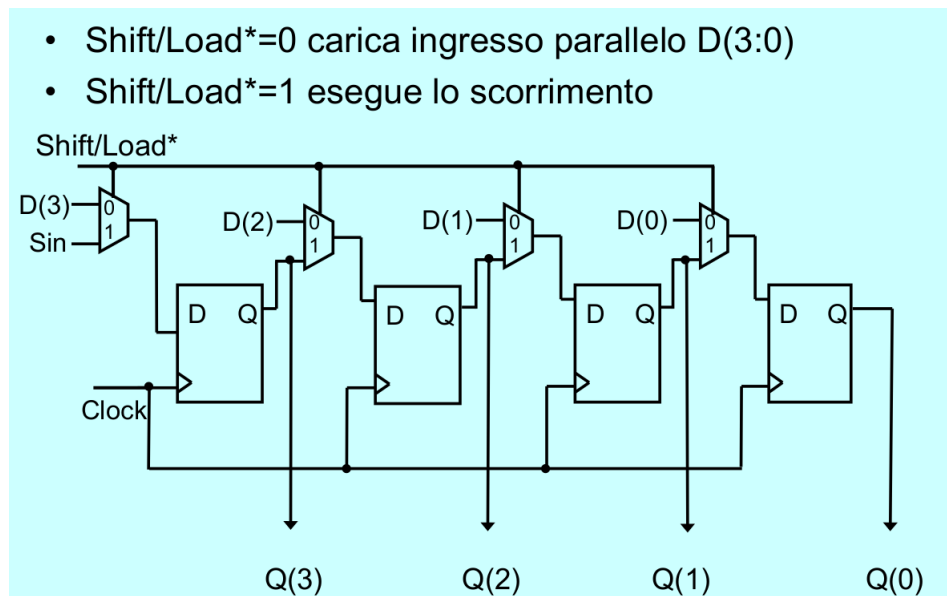 • Shift/Load*=0 carica ingresso parallelo D(3:0)
• Shift/Load*=1 esegue lo scorrimento
Shift/Load*
D(3)
0
1
Sin
D(2)
0
1
D(1)
0
1
D(0)
0
1
D Q
D Q
D Q
D Q
Clock
Q(3) Q(2) Q(1) Q(0)